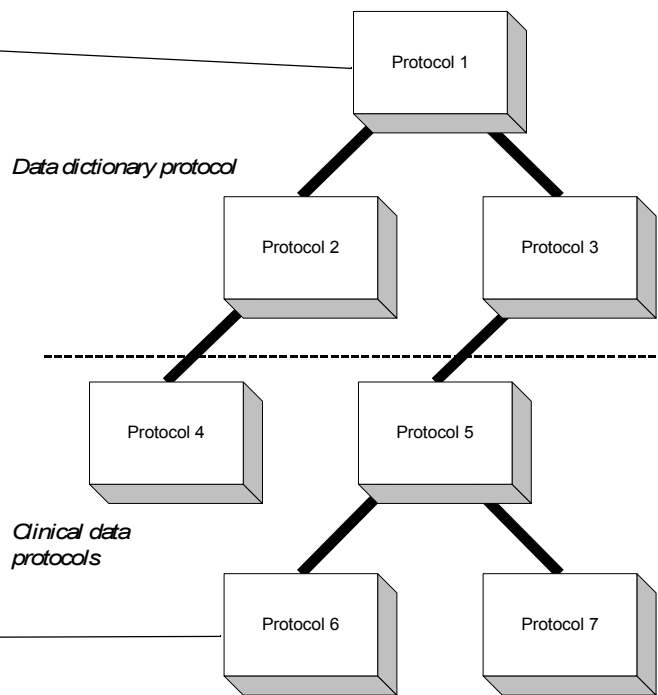 Protocol 1
Data dictionary protocol
Protocol 2
Protocol 3
Protocol 4
Protocol 5
Clinical data
protocols
Protocol 6
Protocol 7